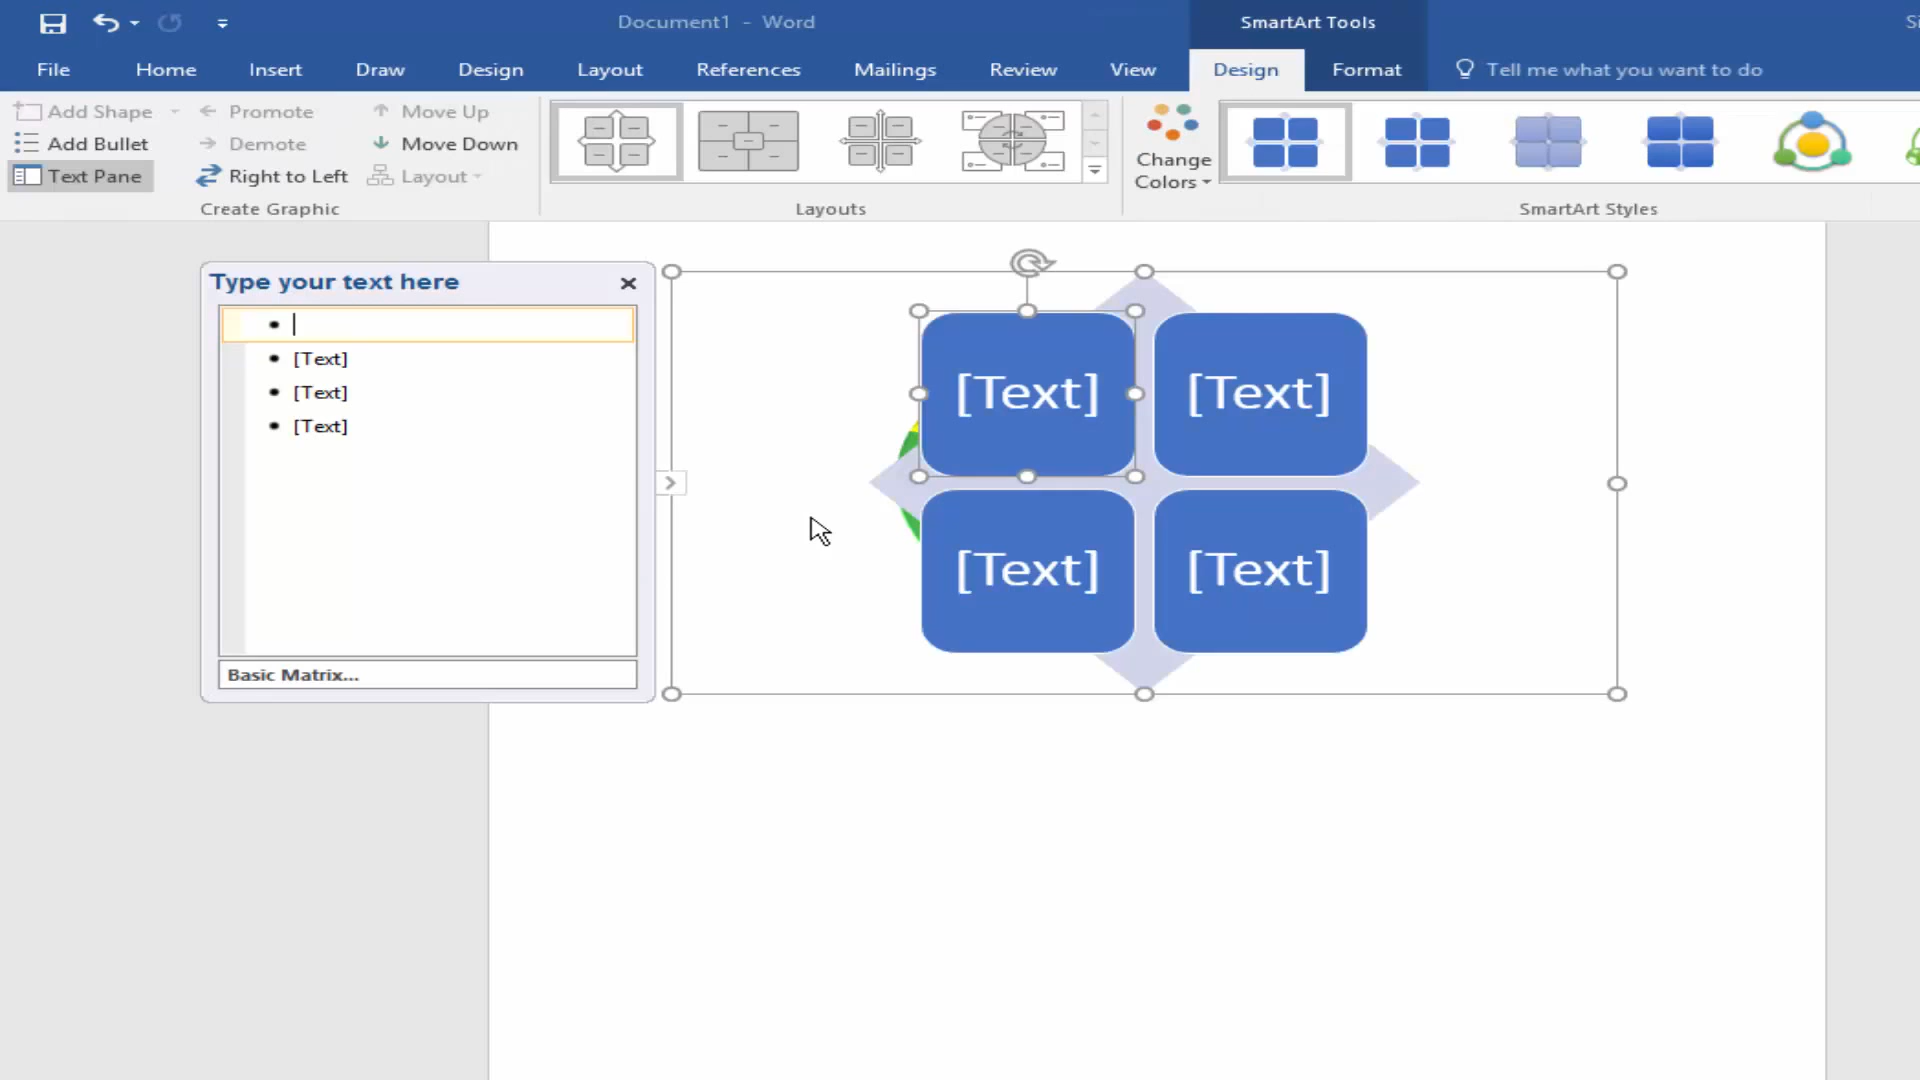 Document1 - Word
SmartArt Tools
Si
File Home Insert Draw Design Layout References Mailings Review View Design Format Tell me what you want to do
Add Shape Promote Move Up
Add Bullet Demote Move Down
Text Pane Right to Left Layout
Change
Colors
Create Graphic Layouts SmartArt Styles
Type your text here
[Text]
[Text]
[Text]
Basic Matrix...
[Text] [Text]
[Text] [Text]